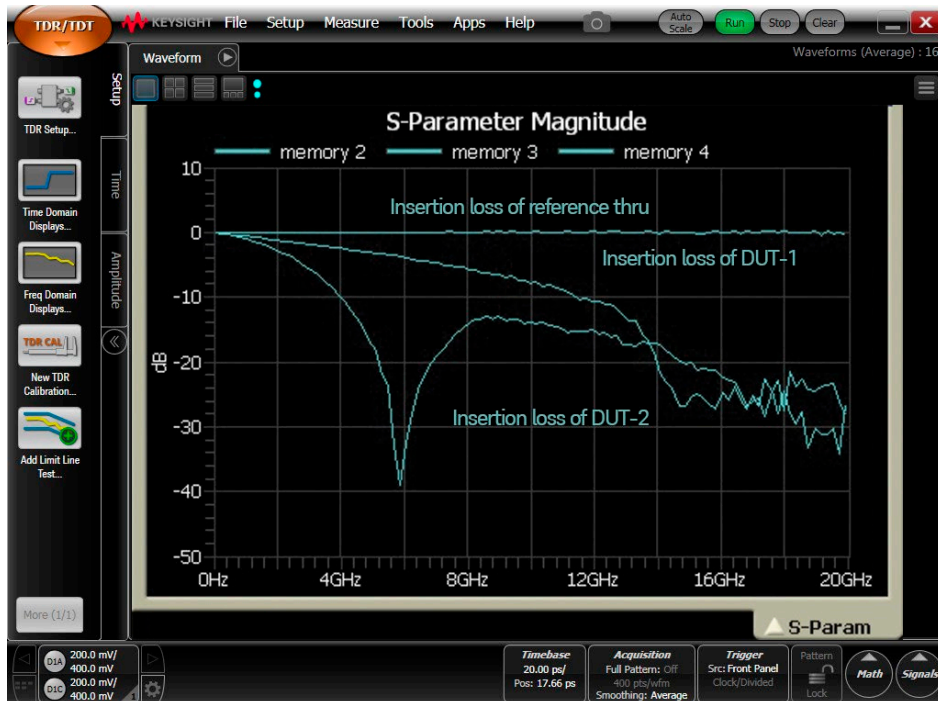 TDR/TDT
KEYSIGHT File Setup Measure Tools Apps Help
Auto Scale
Run
Stop
Clear
Waveform
Waveforms (Average) : 16
Setup
Time
Amplitude
TDR Setup...
Time Domain
Displays...
Freq Domain
Displays...
TDR CAL
New TDR
Calibration...
Add Limit Line
Test...
More (1/1)
S-Parameter Magnitude
memory 2 memory 3 memory 4
10
0
-10
-20
-30
-40
-50
dB
Insertion loss of reference thru
Insertion loss of DUT-1
Insertion loss of DUT-2
0Hz 4GHz 8GHz 12GHz 16GHz 20GHz
S-Param
D1A 200.0 mV/
400.0 mV
D1C 200.0 mV/
400.0 mV
1
Timebase
20.00 ps/
Pos: 17.66 ps
Acquisition
Full Pattern: Off
400 pts/wfm
Smoothing: Average
Trigger
Src: Front Panel
Clock/Divided
Pattern
Lock
Math
Signals